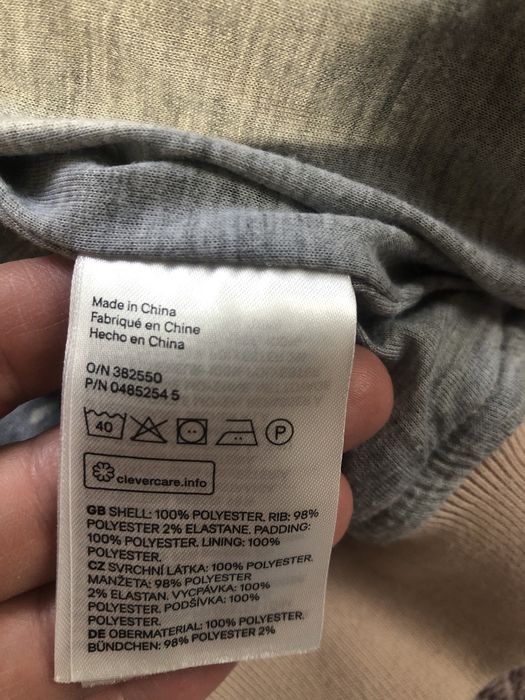 Made in China
Fabriqué en Chine
Hecho en China
O/N 382550
P/N 0485254 5
40
P
clevercare.info
GB SHELL: 100% POLYESTER. RIB: 98%
POLYESTER 2% ELASTANE. PADDING:
100% POLYESTER. LINING: 100%
POLYESTER.
CZ SVRCHNÍ LÁTKA: 100% POLYESTER.
MANŽETA: 98% POLYESTER
2% ELASTAN. VYCPÁVKA: 100%
POLYESTER. PODŠÍVKA: 100%
POLYESTER.
DE OBERMATERIAL: 100% POLYESTER.
BÜNDCHEN: 98% POLYESTER 2%